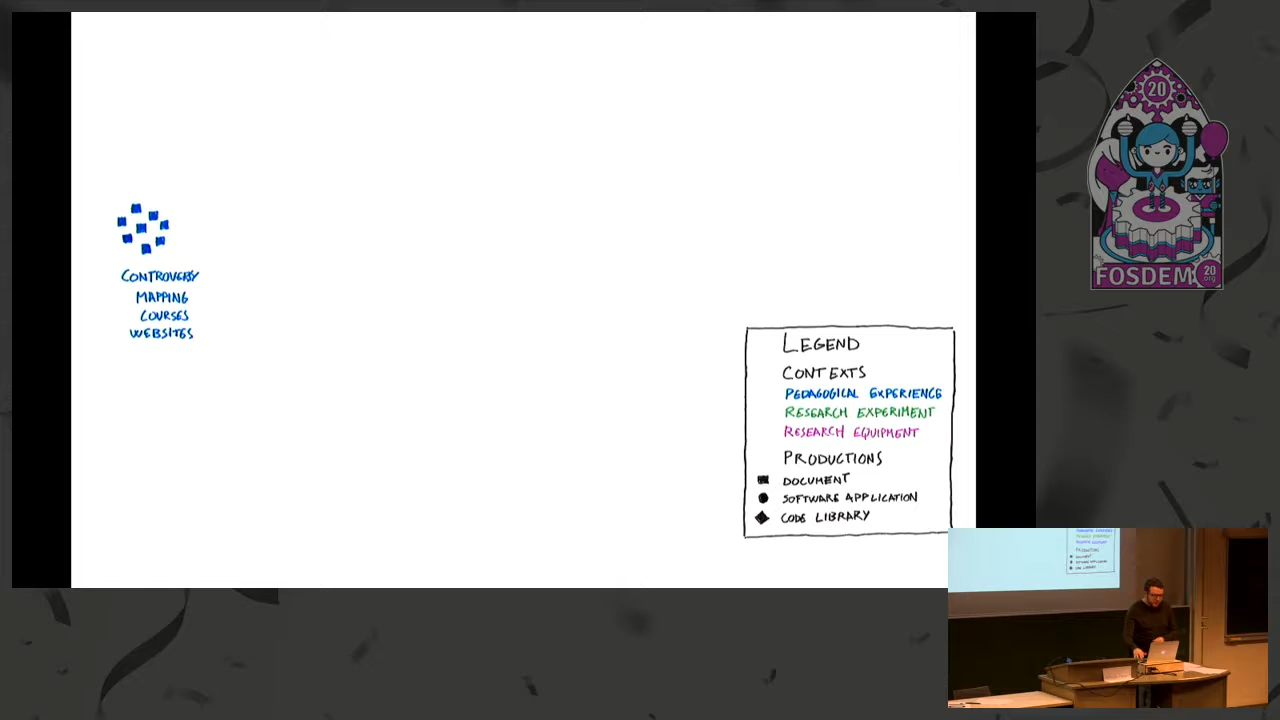 CONTROVERSY
MAPPING
COURSES
WEBSITES
LEGEND
CONTEXTS
PEDAGOGICAL EXPERIENCE
RESEARCH EXPERIMENT
RESEARCH EQUIPMENT
PRODUCTIONS
DOCUMENT
SOFTWARE APPLICATION
CODE LIBRARY
20
FOSDEM
20
.org